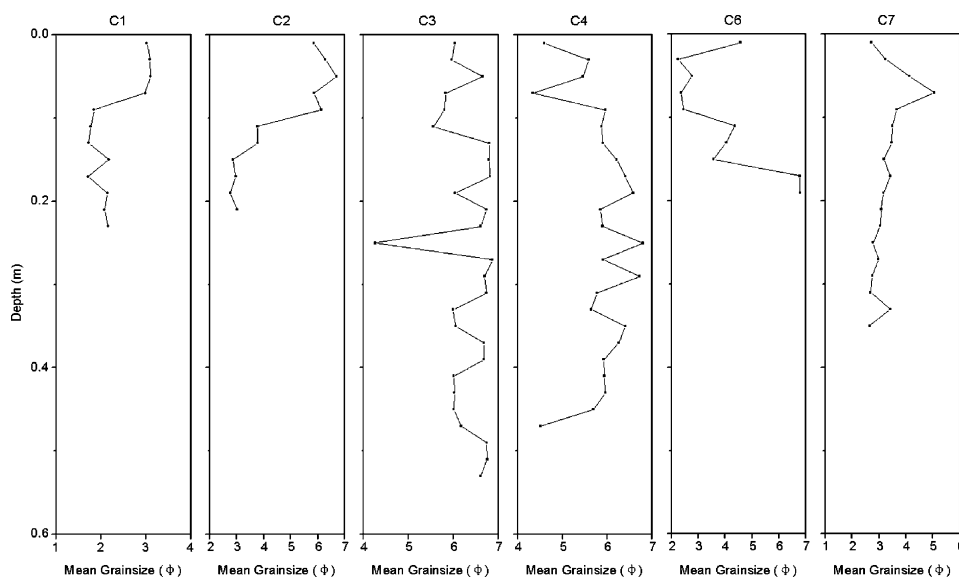 C1 C2 C3 C4 C6 C7
0.0
0.2
0.4
0.6
Depth (m)
1 2 3 4 2 3 4 5 6 7 4 5 6 7 4 5 6 7 2 3 4 5 6 7 1 2 3 4 5 6
Mean Grainsize (Φ) Mean Grainsize (Φ) Mean Grainsize (Φ) Mean Grainsize (Φ) Mean Grainsize (Φ) Mean Grainsize (Φ)